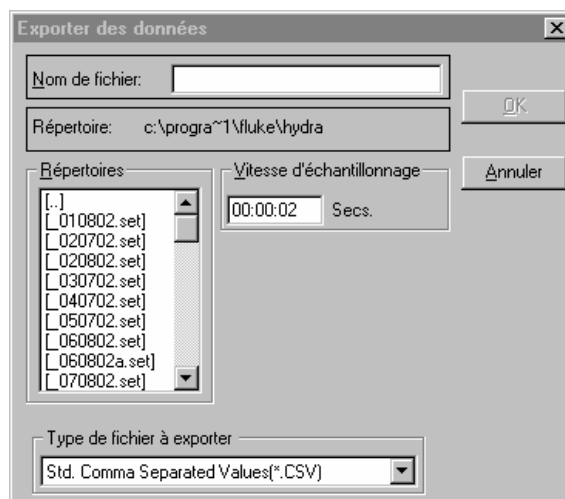 Exporter des données
Nom de fichier:
OK
Répertoire: c:\progra~1\fluke\hydra
Répertoires
Vitesse d'échantillonnage
Annuler
[..]
[_010802.set]
[_020702.set]
[_020802.set]
[_030702.set]
[_040702.set]
[_050702.set]
[_060802.set]
[_060802a.set]
[_070802.set]
00:00:02 Secs.
Type de fichier à exporter
Std. Comma Separated Values(*.CSV)